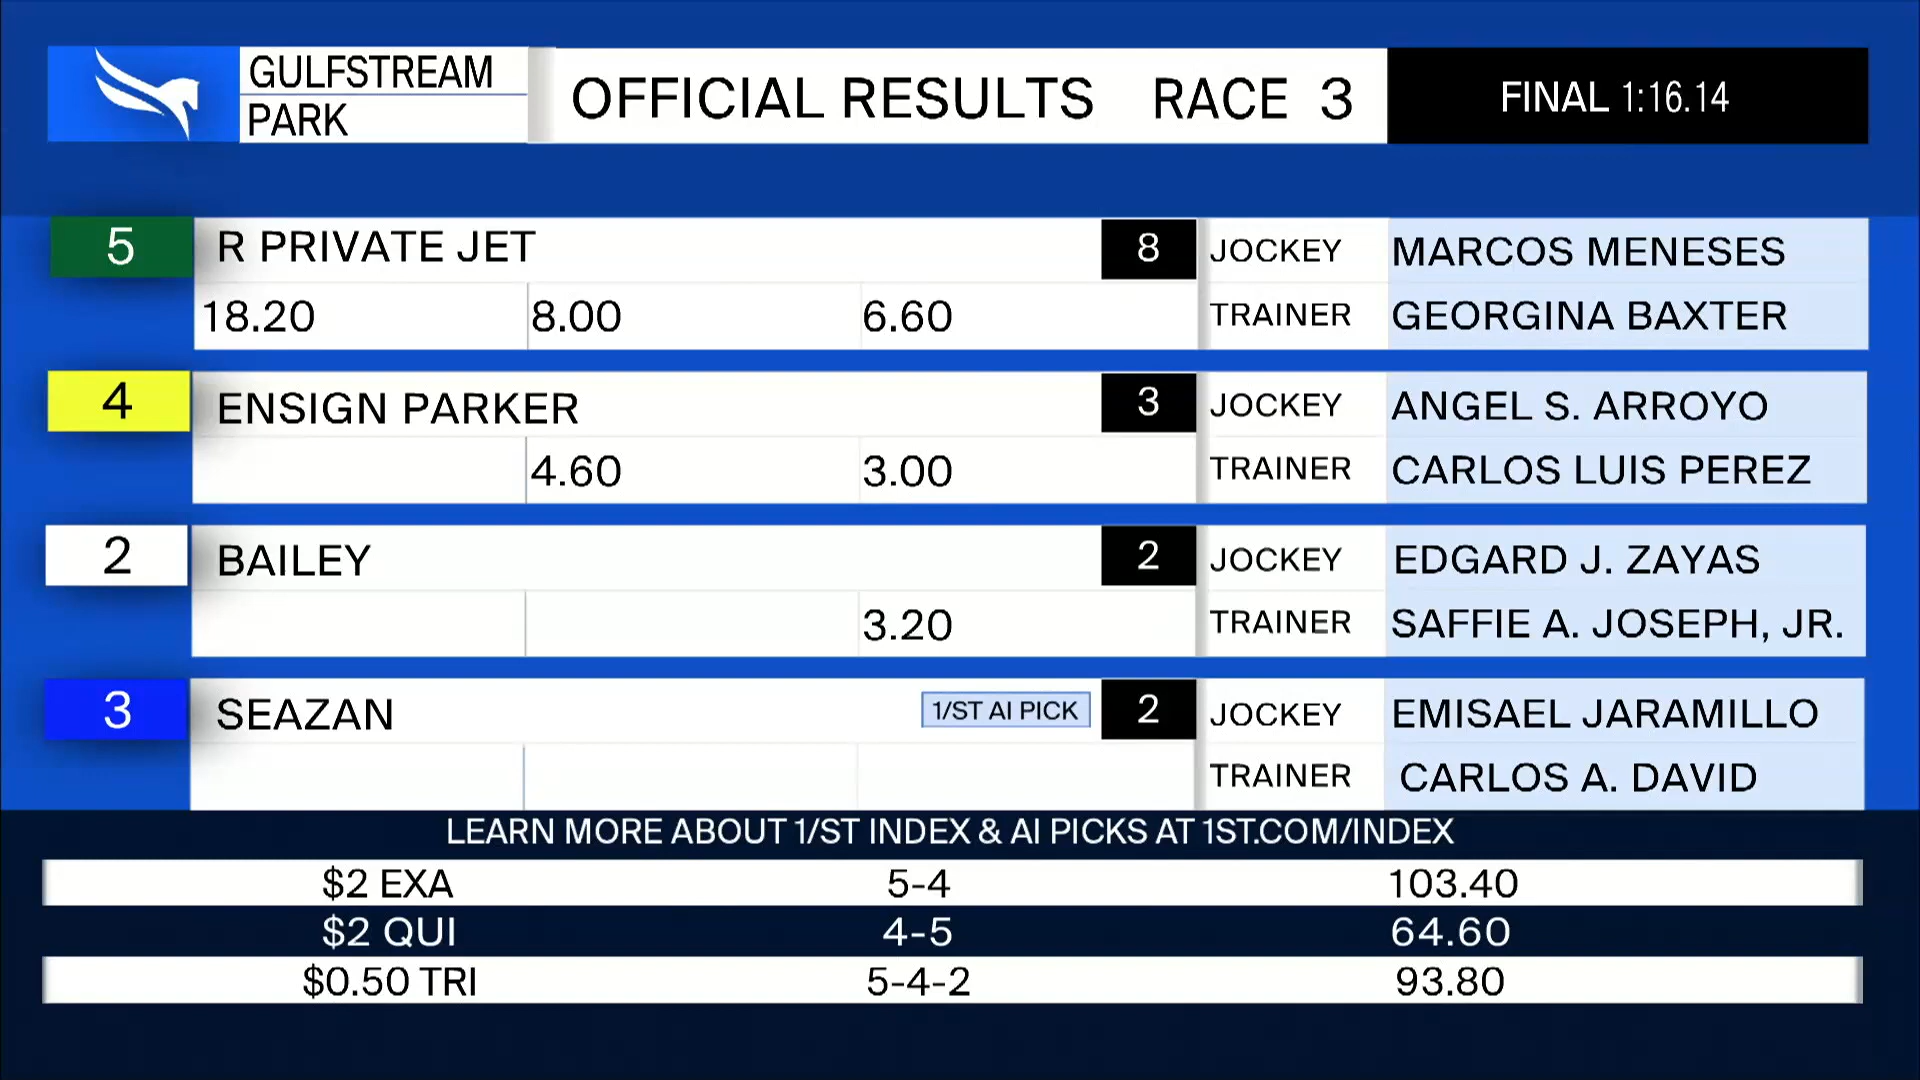 GULFSTREAM
PARK
OFFICIAL RESULTS RACE 3
FINAL 1:16.14
5 R PRIVATE JET 8 JOCKEY MARCOS MENESES
18.20 8.00 6.60 TRAINER GEORGINA BAXTER
4 ENSIGN PARKER 3 JOCKEY ANGEL S. ARROYO
4.60 3.00 TRAINER CARLOS LUIS PEREZ
2 BAILEY 2 JOCKEY EDGARD J. ZAYAS
3.20 TRAINER SAFFIE A. JOSEPH, JR.
3 SEAZAN 1/ST AI PICK 2 JOCKEY EMISAEL JARAMILLO
TRAINER CARLOS A. DAVID
LEARN MORE ABOUT 1/ST INDEX & AI PICKS AT 1ST.COM/INDEX
$2 EXA 5-4 103.40
$2 QUI 4-5 64.60
$0.50 TRI 5-4-2 93.80